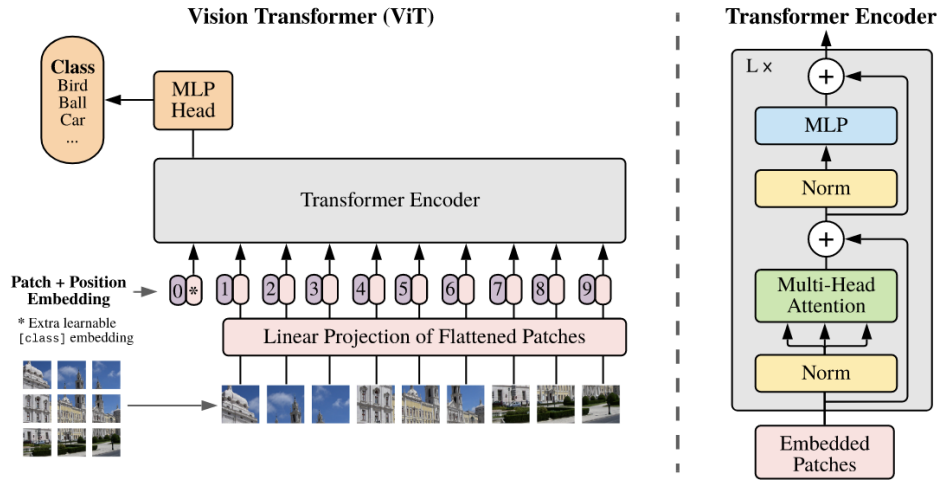 Vision Transformer (ViT)
Class
Bird
Ball
Car
...
MLP
Head
Transformer Encoder
Patch + Position
Embedding
* Extra learnable
[class] embedding
0 * 1 2 3 4 5 6 7 8 9
Linear Projection of Flattened Patches
Transformer Encoder
L x
+
MLP
Norm
+
Multi-Head
Attention
Norm
Embedded
Patches